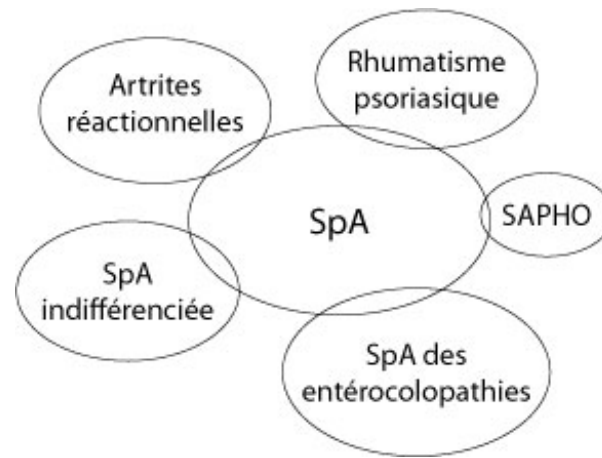 Artrites
réactionnelles
Rhumatisme
psoriasique
SpA
SAPHO
SpA
indifférenciée
SpA des
entérocolopathies